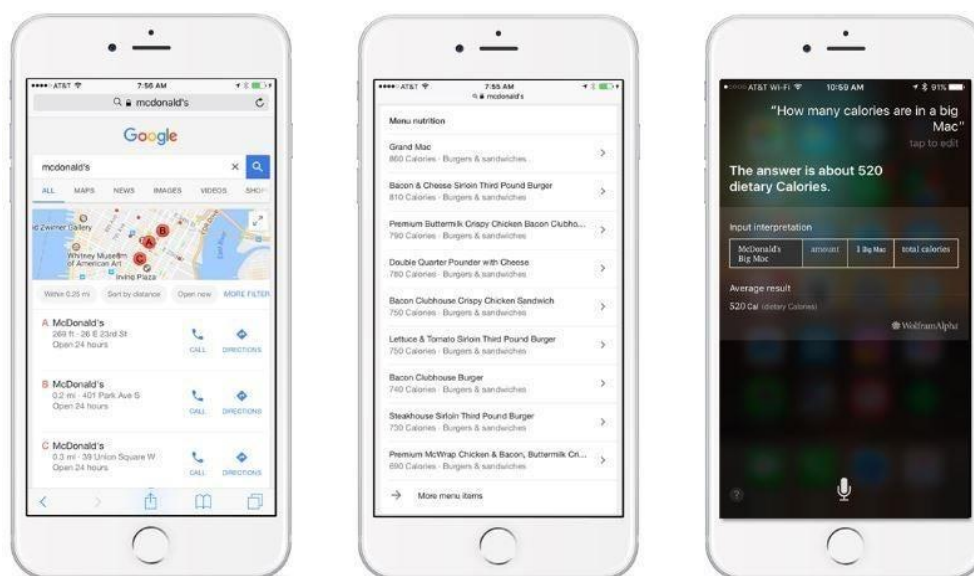 AT&T
7:56 AM
mcdonald's
Google
mcdonald's
ALL MAPS NEWS IMAGES VIDEOS SHOP
d Zwirner Gallery
Whitney Museum
of American Art
Irving Plaza
Within 0.25 mi Sort by distance Open now MORE FILTER
A McDonald's
269 ft · 26 E 23rd St
Open 24 hours
CALL DIRECTIONS
B McDonald's
0.2 mi · 401 Park Ave S
Open 24 hours
CALL DIRECTIONS
C McDonald's
0.3 mi · 39 Union Square W
Open 24 hours
CALL DIRECTIONS
AT&T
7:55 AM
mcdonald's
Menu nutrition
Grand Mac
860 Calories · Burgers & sandwiches
Bacon & Cheese Sirloin Third Pound Burger
810 Calories · Burgers & sandwiches
Premium Buttermilk Crispy Chicken Bacon Clubho...
790 Calories · Burgers & sandwiches
Double Quarter Pounder with Cheese
780 Calories · Burgers & sandwiches
Bacon Clubhouse Crispy Chicken Sandwich
750 Calories · Burgers & sandwiches
Lettuce & Tomato Sirloin Third Pound Burger
750 Calories · Burgers & sandwiches
Bacon Clubhouse Burger
740 Calories · Burgers & sandwiches
Steakhouse Sirloin Third Pound Burger
730 Calories · Burgers & sandwiches
Premium McWrap Chicken & Bacon, Buttermilk Cri...
690 Calories · Burgers & sandwiches
→ More menu items
AT&T Wi-Fi 10:59 AM 91%
"How many calories are in a big
Mac"
tap to edit
The answer is about 520
dietary Calories.
Input interpretation
McDonald's
Big Mac
amount
1 Big Mac
total calories
Average result
520 Cal (dietary Calories)
WolframAlpha
?